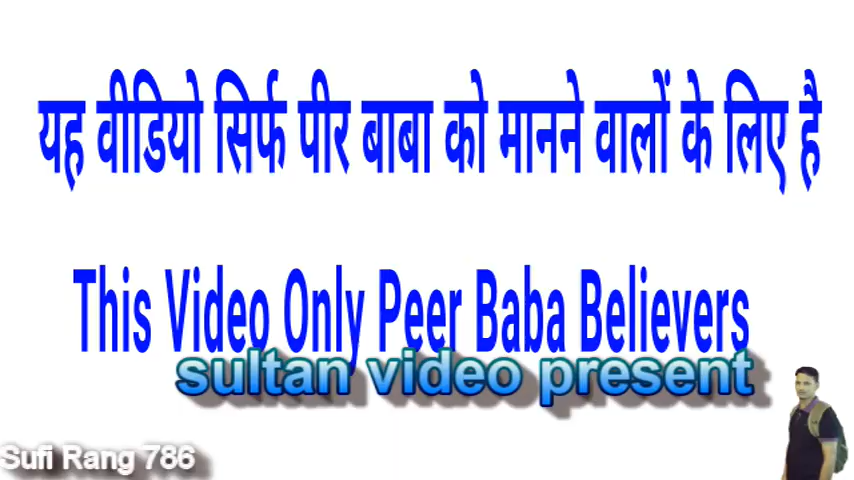 यह वीडियो सिर्फ पीर बाबा को मानने वालों के लिए है
This Video Only Peer Baba Believers
sultan video present
Sufi Rang 786